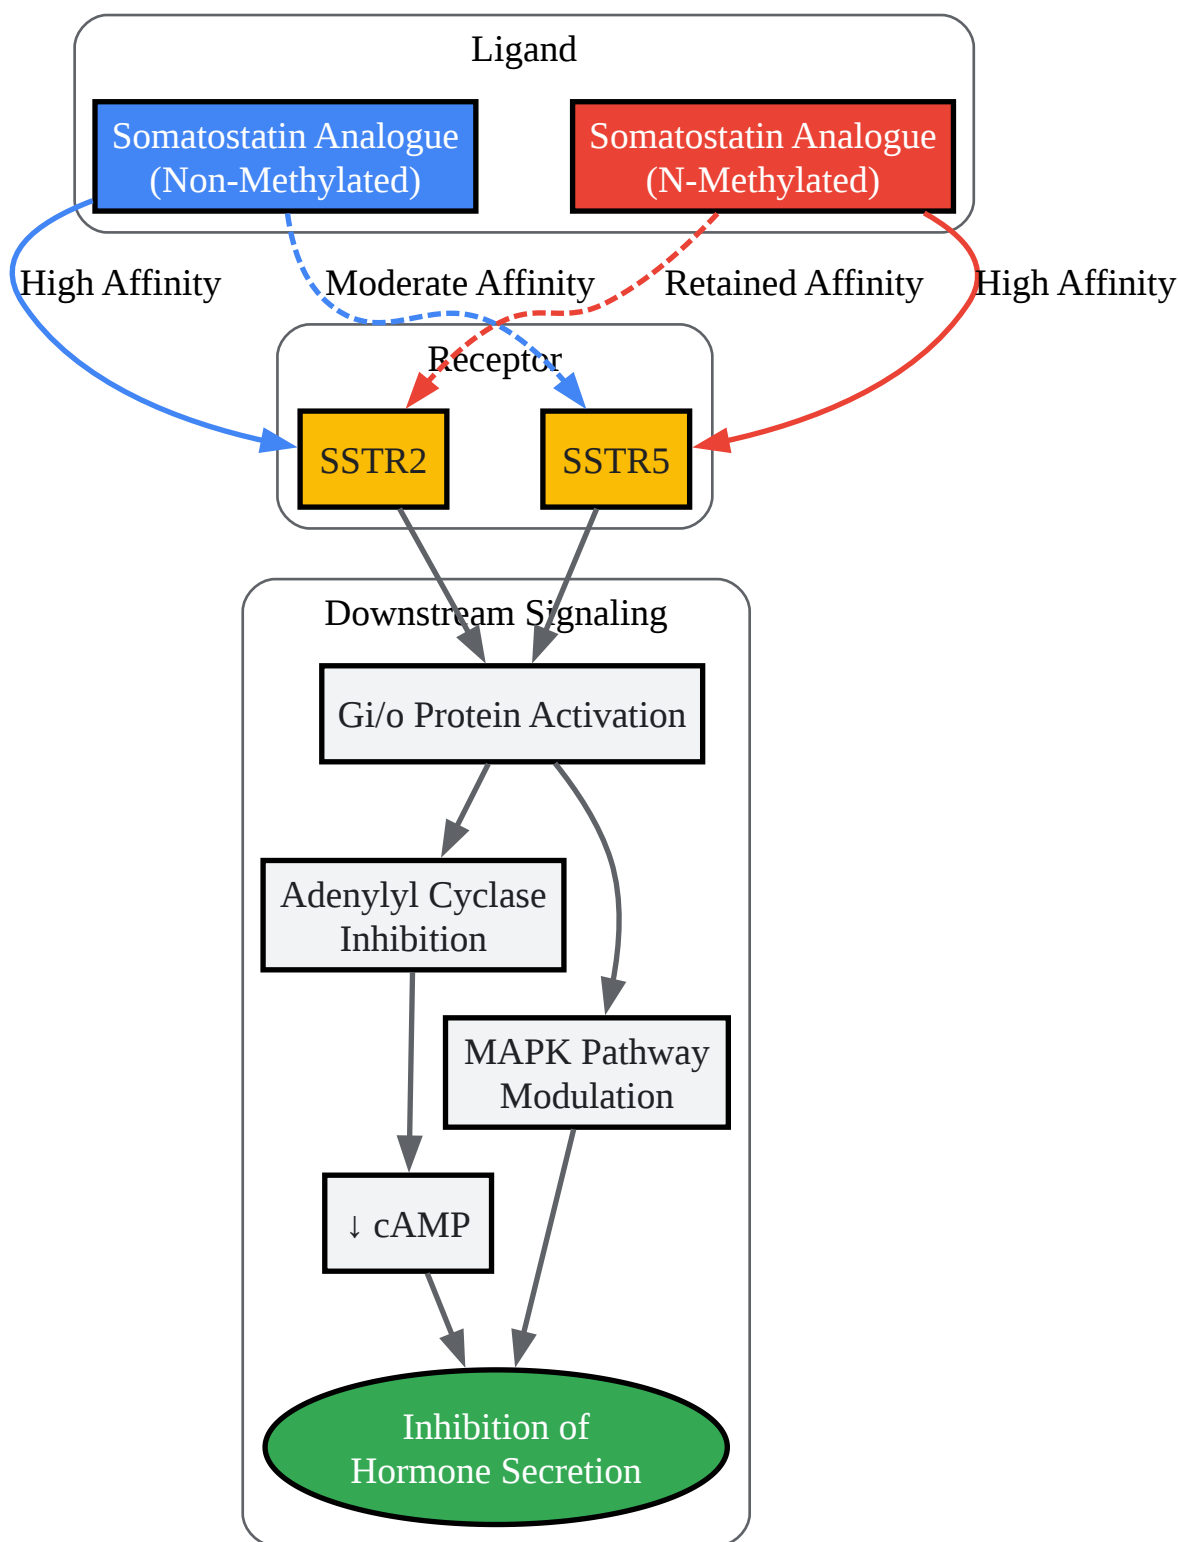 Ligand
Somatostatin Analogue
(Non-Methylated)
Somatostatin Analogue
(N-Methylated)
High Affinity
Moderate Affinity
Retained Affinity
High Affinity
Receptor
SSTR2
SSTR5
Downstream Signaling
Gi/o Protein Activation
Adenylyl Cyclase
Inhibition
MAPK Pathway
Modulation
↓ cAMP
Inhibition of
Hormone Secretion